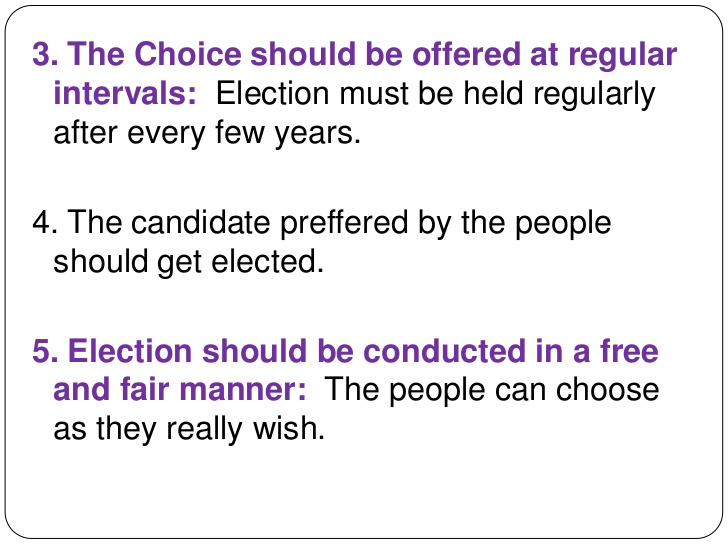 3. The Choice should be offered at regular
intervals: Election must be held regularly
after every few years.
4. The candidate preffered by the people
should get elected.
5. Election should be conducted in a free
and fair manner: The people can choose
as they really wish.